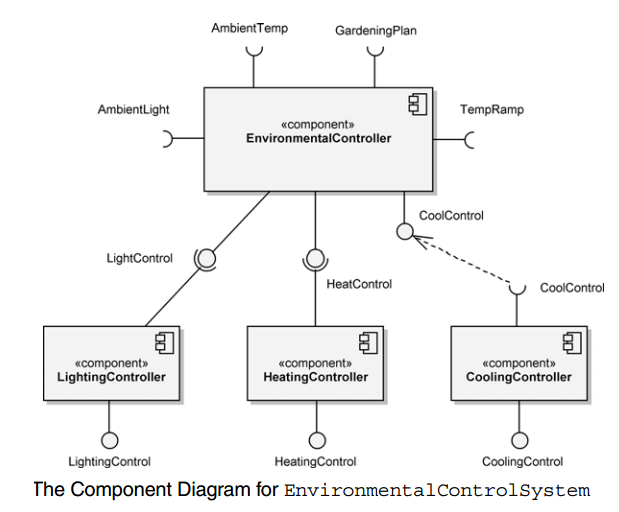 AmbientTemp
GardeningPlan
AmbientLight
TempRamp
«component»
EnvironmentalController
CoolControl
LightControl
HeatControl
CoolControl
«component»
LightingController
«component»
HeatingController
«component»
CoolingController
LightingControl
HeatingControl
CoolingControl
The Component Diagram for EnvironmentalControlSystem